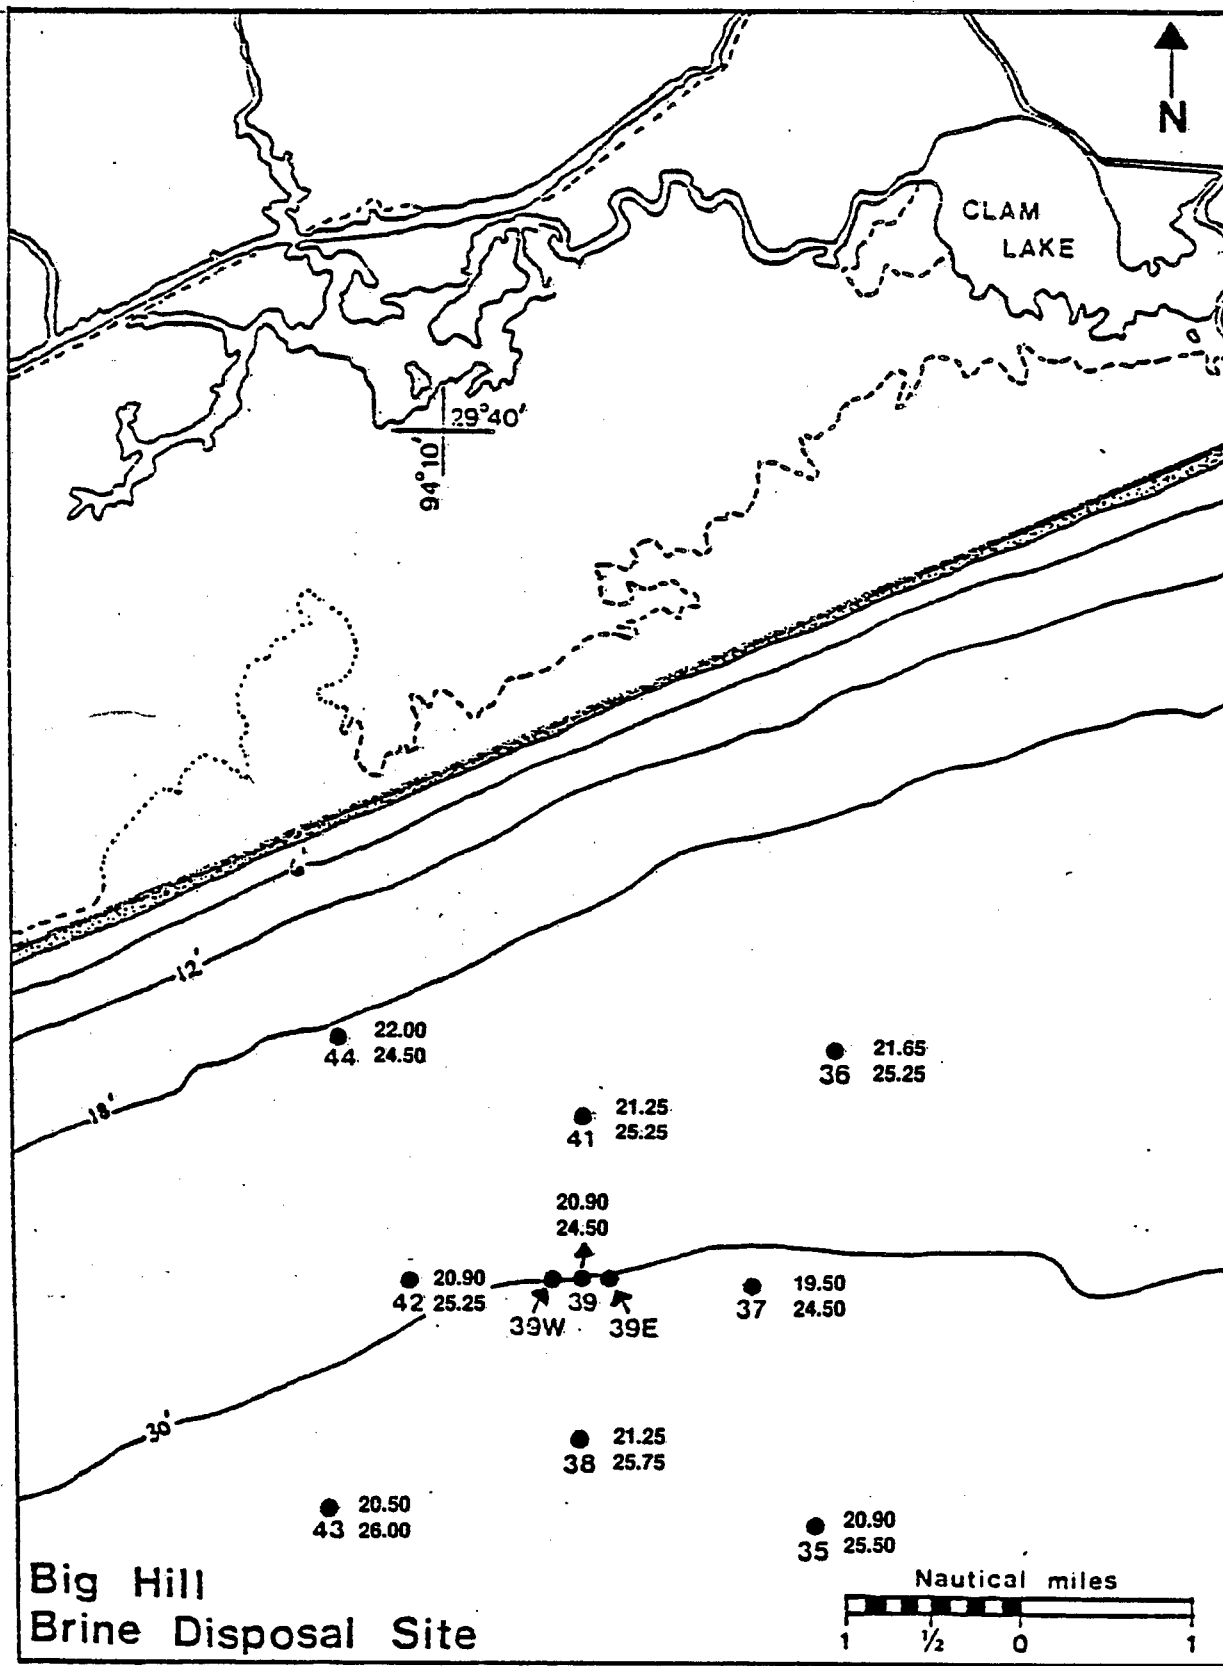 N
CLAM
LAKE
29°40'
94°10'
6'
12'
18'
30'
22.00
44 24.50
21.65
36 25.25
21.25
41 25.25
20.90
24.50
20.90
42 25.25
39W
39
39E
19.50
37 24.50
21.25
38 25.75
20.50
43 26.00
20.90
35 25.50
Big Hill
Brine Disposal Site
Nautical miles
1 ½ 0 1